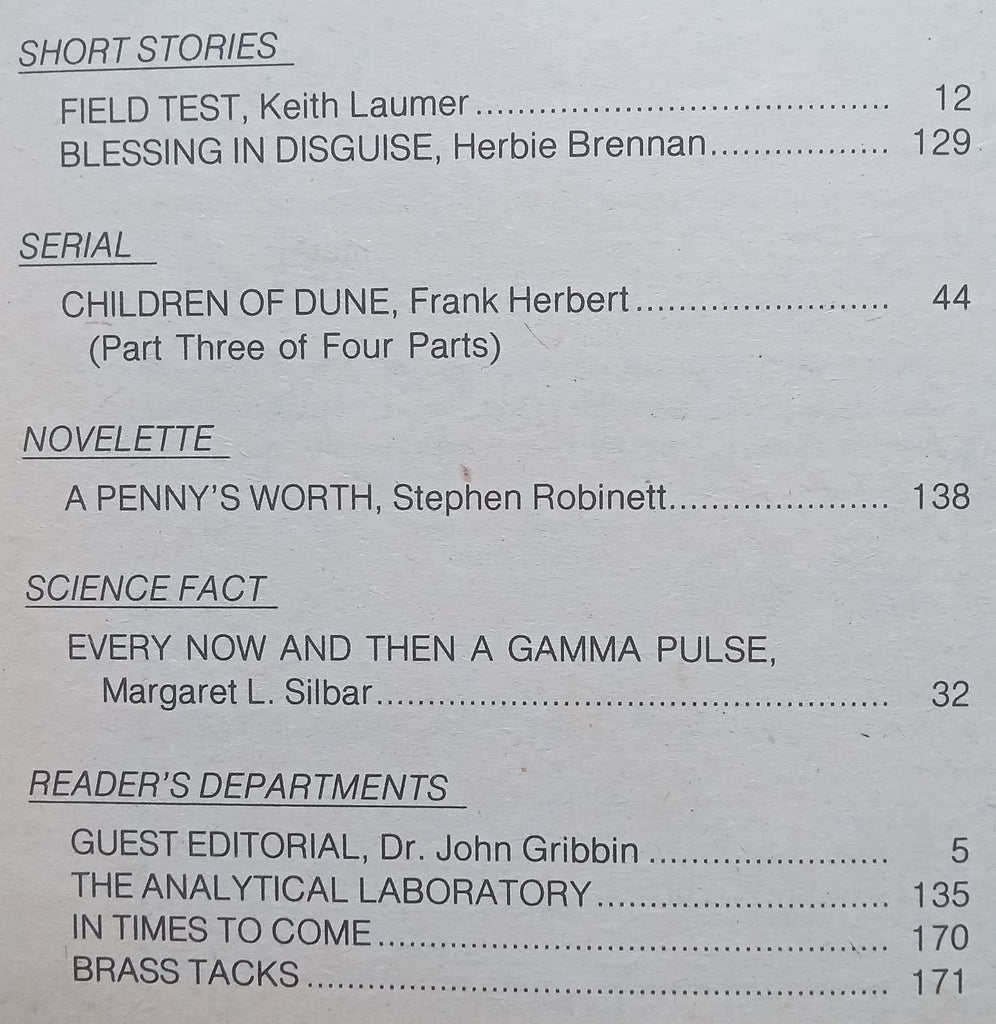 SHORT STORIES
FIELD TEST, Keith Laumer........................................ 12
BLESSING IN DISGUISE, Herbie Brennan................. 129
SERIAL
CHILDREN OF DUNE, Frank Herbert........................ 44
(Part Three of Four Parts)
NOVELETTE
A PENNY'S WORTH, Stephen Robinett..................... 138
SCIENCE FACT
EVERY NOW AND THEN A GAMMA PULSE,
Margaret L. Silbar.................................................. 32
READER'S DEPARTMENTS
GUEST EDITORIAL, Dr. John Gribbin....................... 5
THE ANALYTICAL LABORATORY............................. 135
IN TIMES TO COME.................................................. 170
BRASS TACKS......................................................... 171